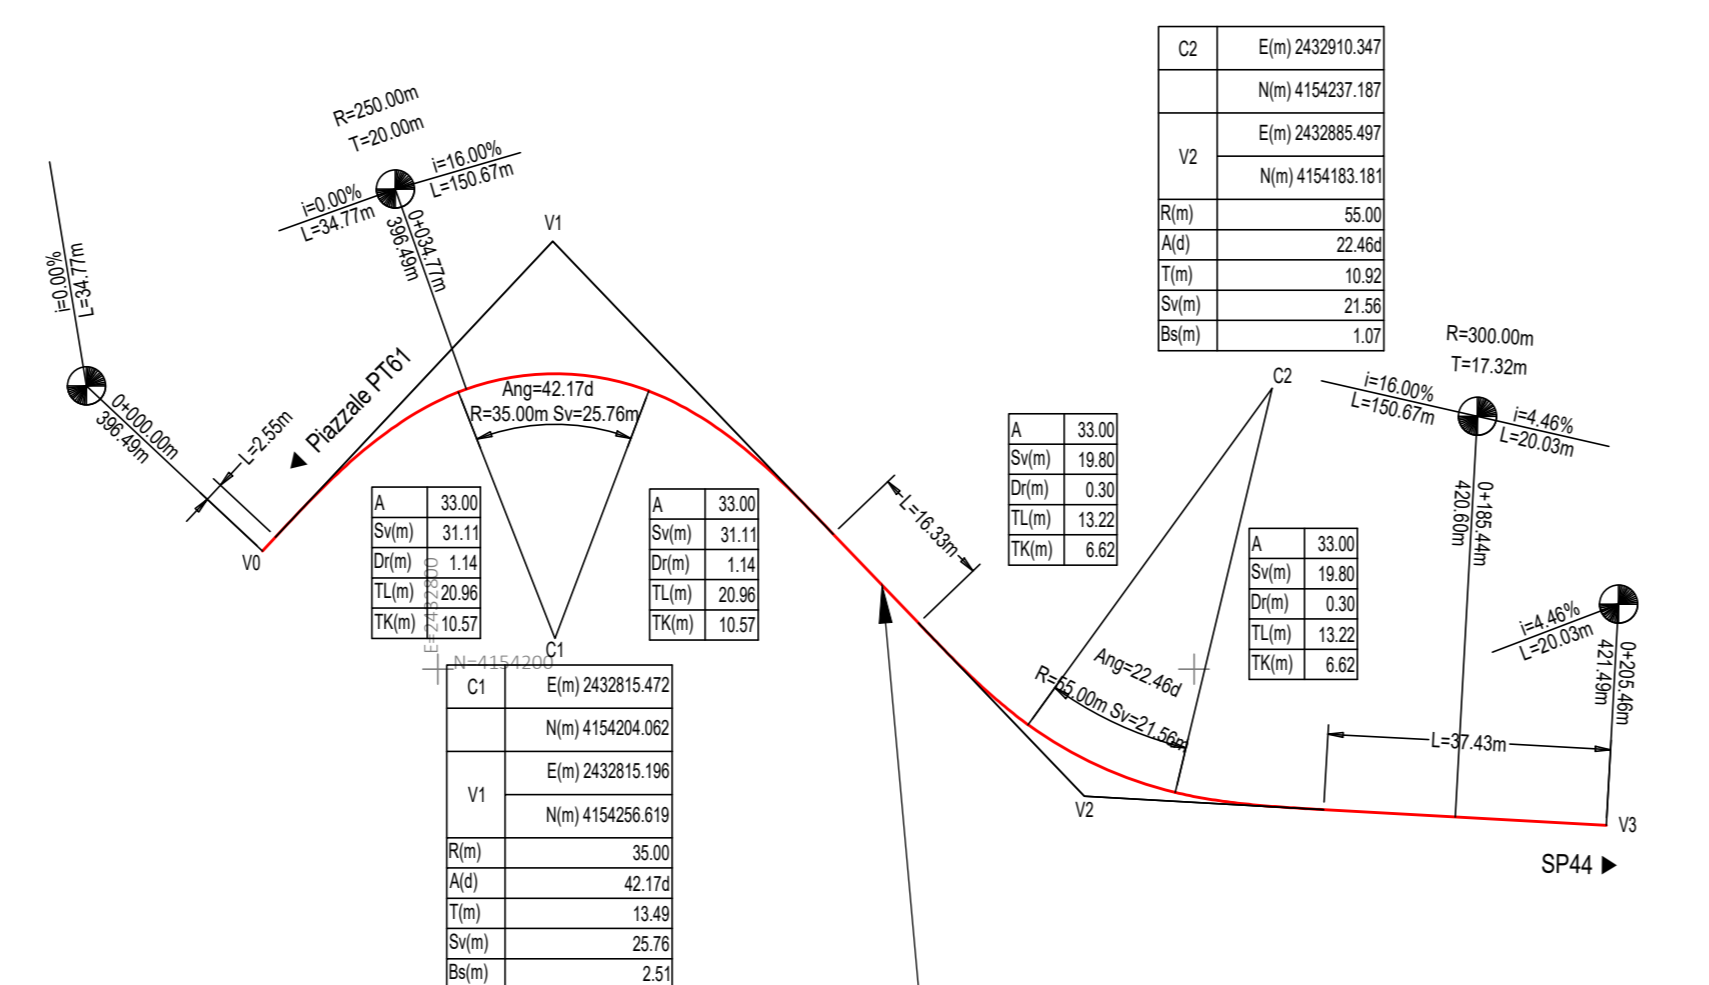 R=250.00m
T=20.00m
i=16.00%
L=150.67m
i=0.00%
L=34.77m
0+034.77m
396.49m
V1
i=0.00%
L=34.77m
0+000.00m
396.49m
L=2.55m
Piazzale PT61
V0
Ang=42.17d
R=35.00m Sv=25.76m
A 33.00
Sv(m) 31.11
Dr(m) 1.14
TL(m) 20.96
TK(m) 10.57
A 33.00
Sv(m) 31.11
Dr(m) 1.14
TL(m) 20.96
TK(m) 10.57
E=2432800
N=4154200
C1
C1 E(m) 2432815.472
N(m) 4154204.062
V1 E(m) 2432815.196
N(m) 4154256.619
R(m) 35.00
A(d) 42.17d
T(m) 13.49
Sv(m) 25.76
Bs(m) 2.51
L=16.33m
A 33.00
Sv(m) 19.80
Dr(m) 0.30
TL(m) 13.22
TK(m) 6.62
C2 E(m) 2432910.347
N(m) 4154237.187
V2 E(m) 2432885.497
N(m) 4154183.181
R(m) 55.00
A(d) 22.46d
T(m) 10.92
Sv(m) 21.56
Bs(m) 1.07
C2
R=300.00m
T=17.32m
i=16.00%
L=150.67m
i=4.46%
L=20.03m
0+185.44m
420.60m
A 33.00
Sv(m) 19.80
Dr(m) 0.30
TL(m) 13.22
TK(m) 6.62
Ang=22.46d
R=55.00m Sv=21.56m
i=4.46%
L=20.03m
0+205.46m
421.49m
L=37.43m
V2
V3
SP44